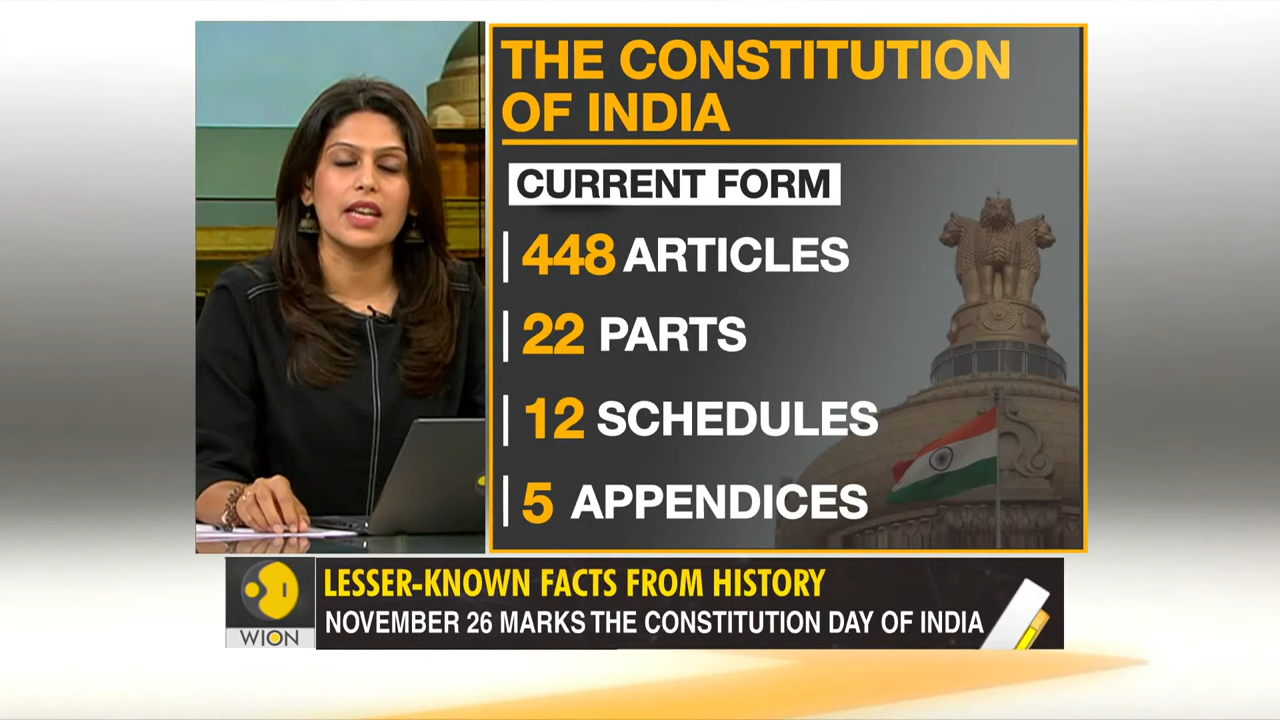 THE CONSTITUTION
OF INDIA
CURRENT FORM
448 ARTICLES
22 PARTS
12 SCHEDULES
5 APPENDICES
LESSER-KNOWN FACTS FROM HISTORY
NOVEMBER 26 MARKS THE CONSTITUTION DAY OF INDIA
WION